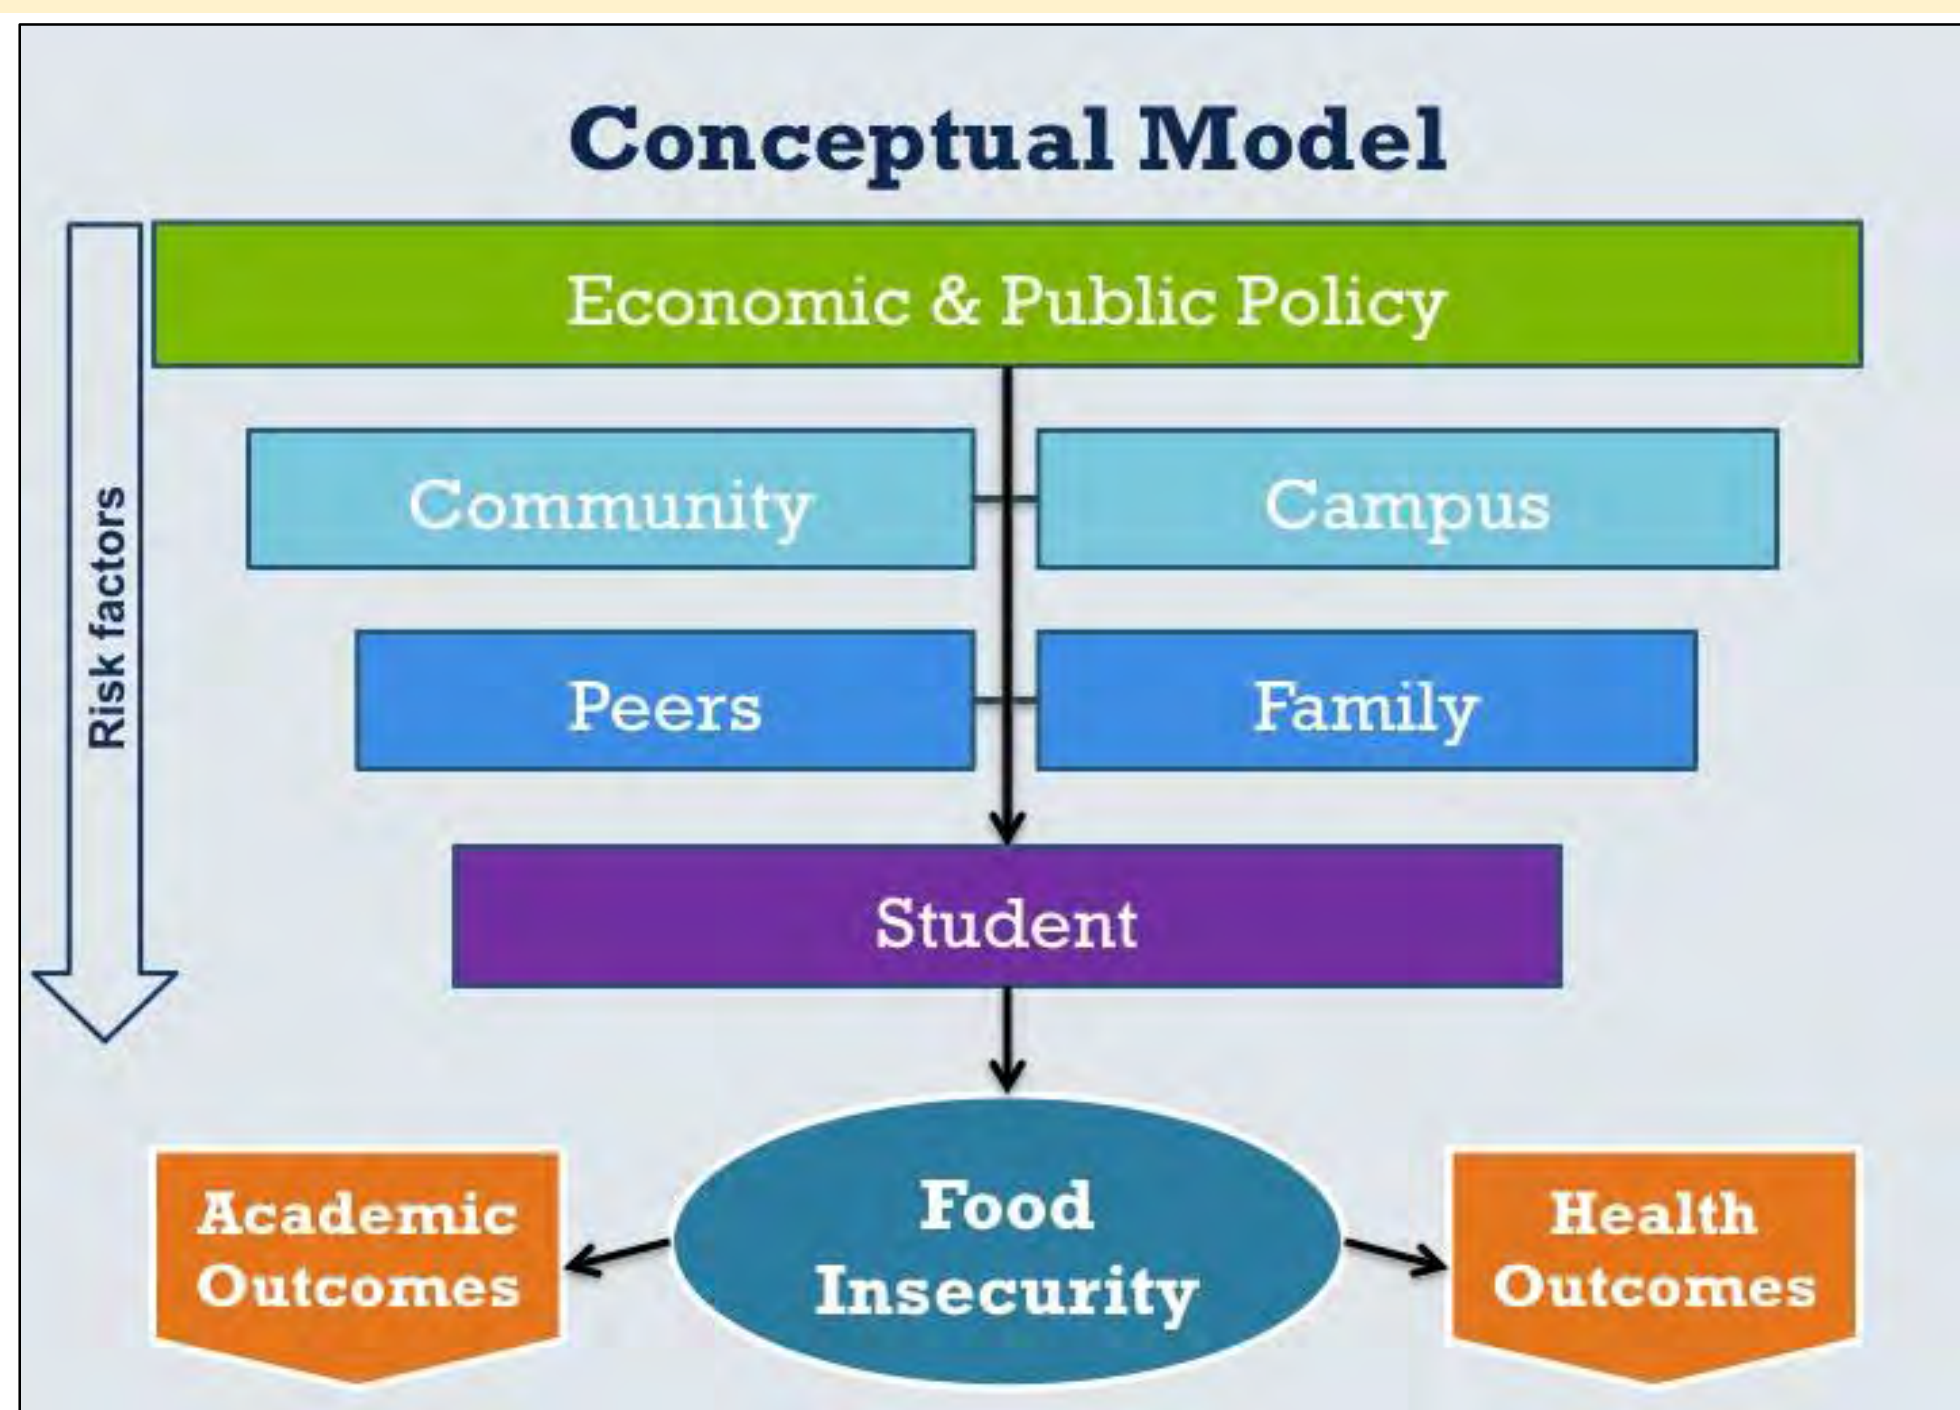 Conceptual Model
Economic & Public Policy
Risk factors
Community
Campus
Peers
Family
Student
Food
Insecurity
Academic
Outcomes
Health
Outcomes